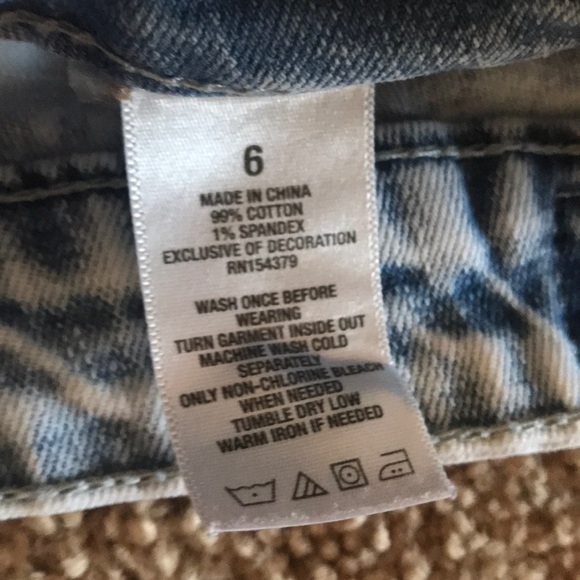 6
MADE IN CHINA
99% COTTON
1% SPANDEX
EXCLUSIVE OF DECORATION
RN154379
WASH ONCE BEFORE
WEARING
TURN GARMENT INSIDE OUT
MACHINE WASH COLD
SEPARATELY
ONLY NON-CHLORINE BLEACH
WHEN NEEDED
TUMBLE DRY LOW
WARM IRON IF NEEDED